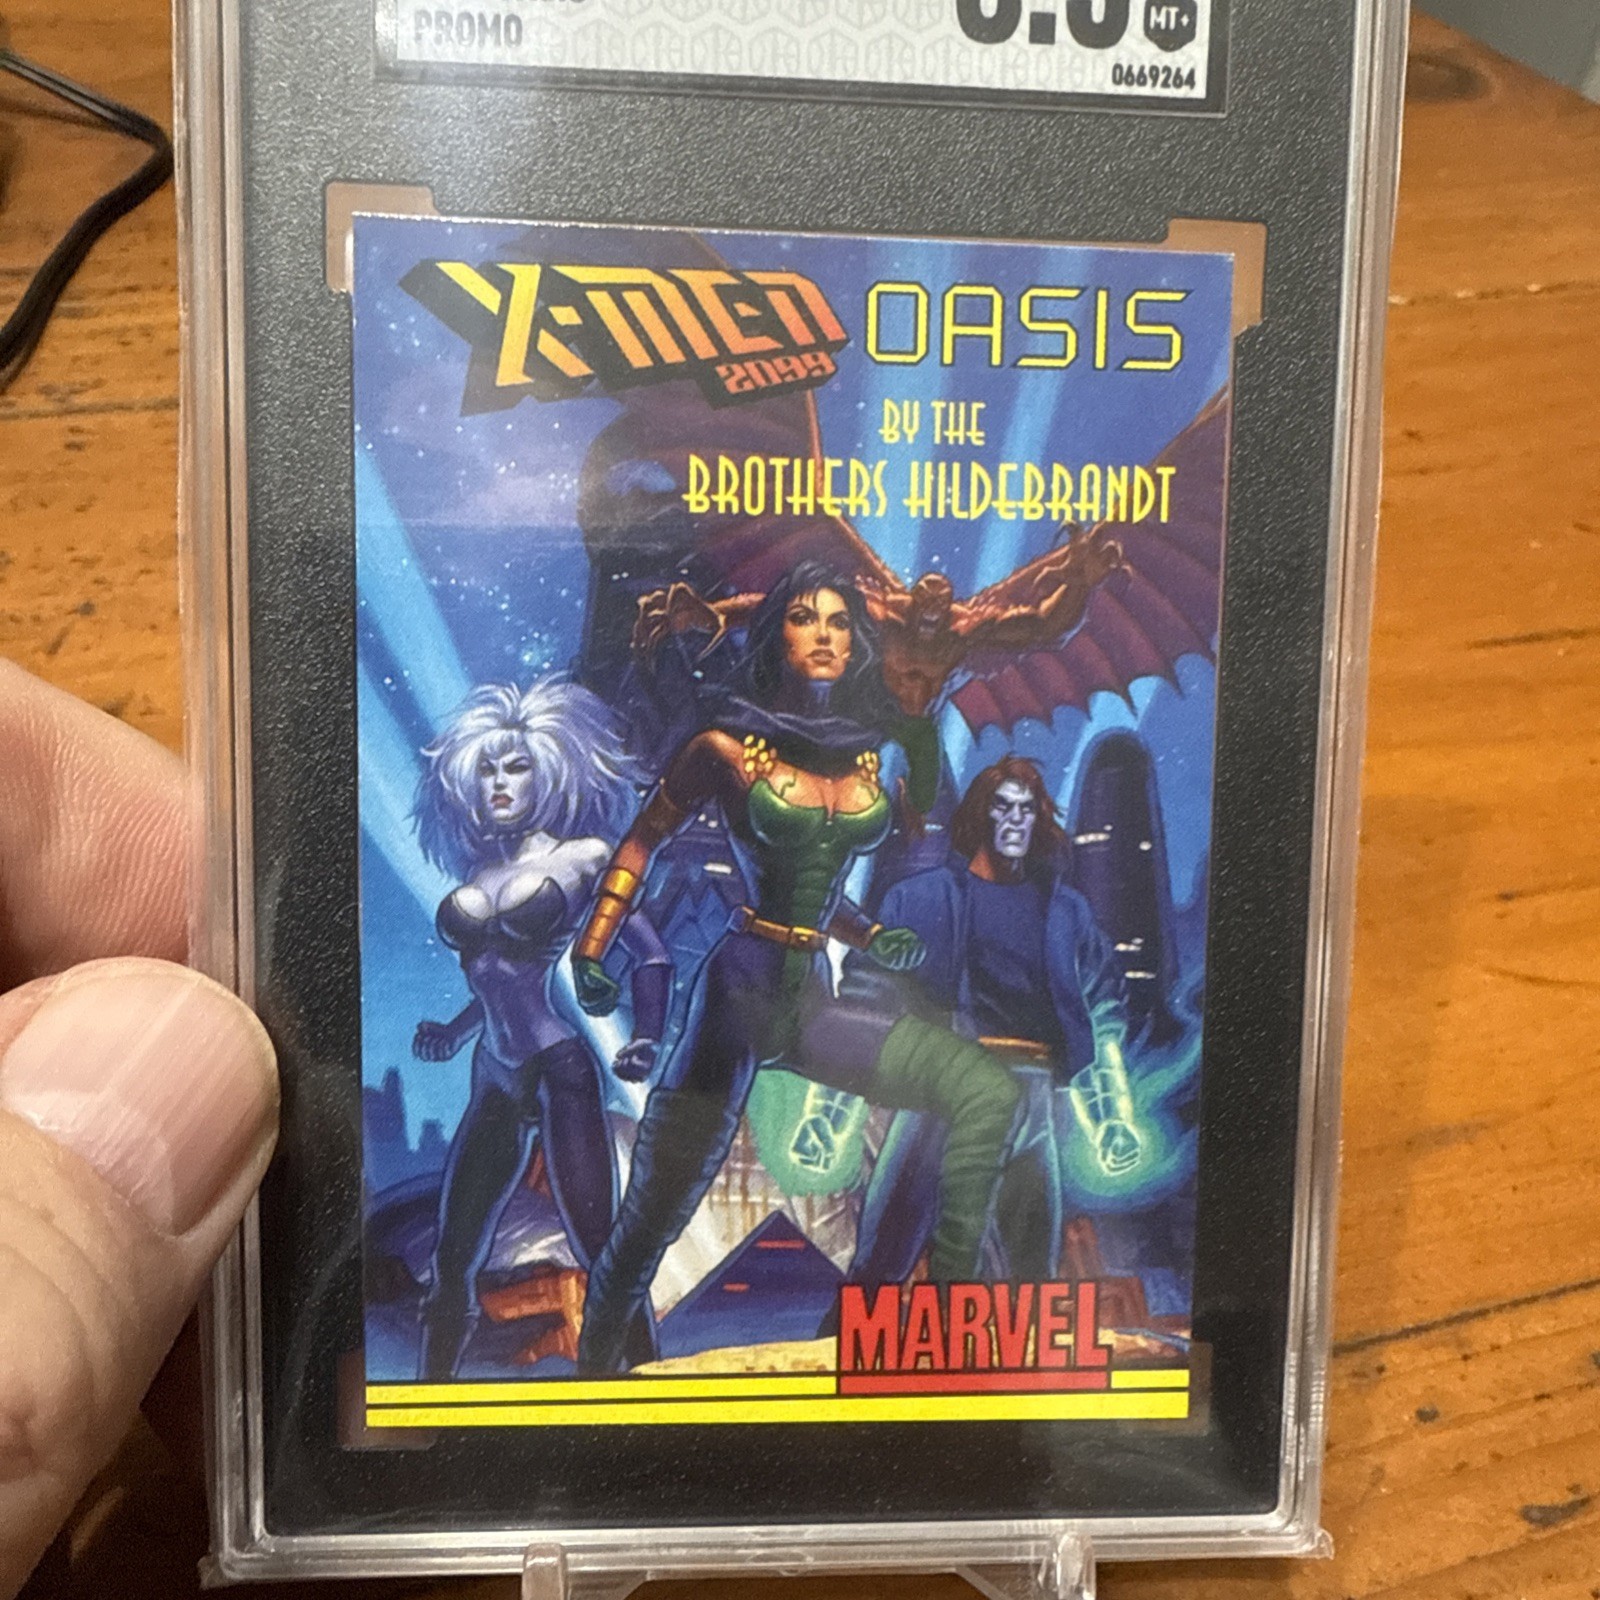 PROMO
MT+
0669264
X-MEN
2099
OASIS
BY THE
BROTHERS HILDEBRANDT
MARVEL